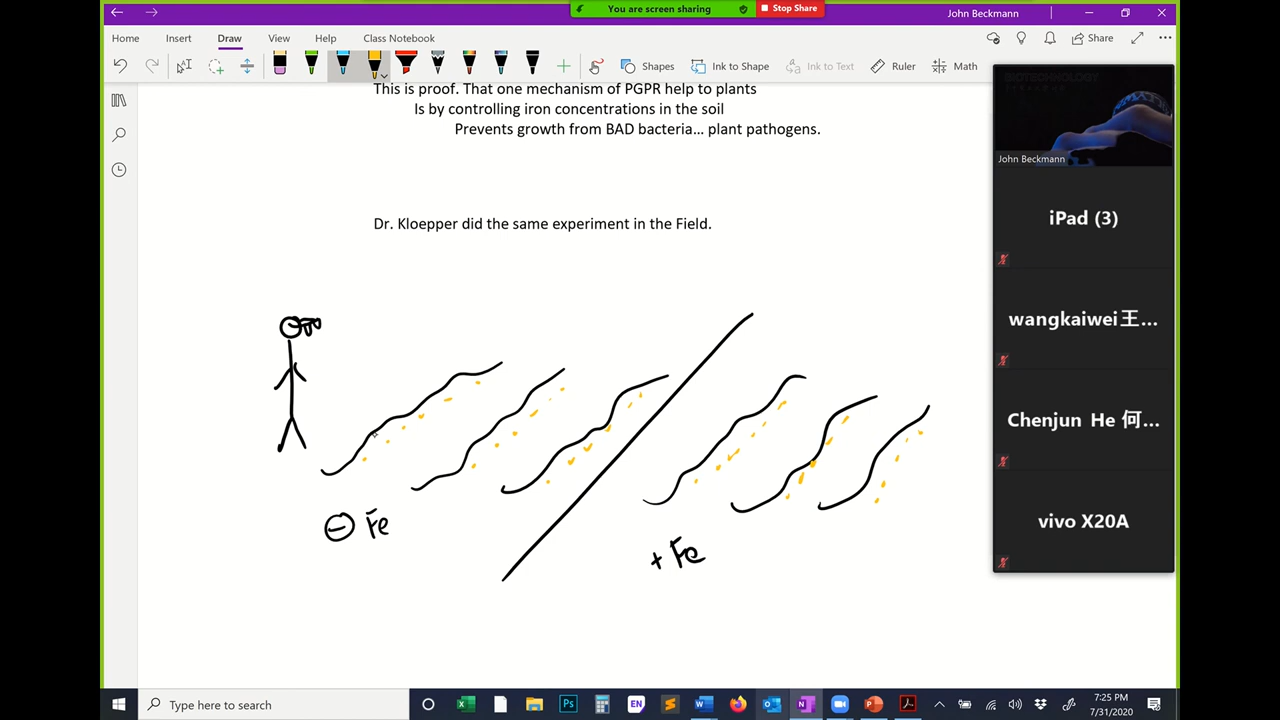 You are screen sharing
Stop Share
John Beckmann
Home Insert Draw View Help Class Notebook
Share
Shapes Ink to Shape Ink to Text Ruler Math
This is proof. That one mechanism of PGPR help to plants
Is by controlling iron concentrations in the soil
Prevents growth from BAD bacteria... plant pathogens.
Dr. Kloepper did the same experiment in the Field.
- Fe
+ Fe
BIOTECHNOLOGY
John Beckmann
iPad (3)
wangkaiwei王...
Chenjun He 何...
vivo X20A
Type here to search
Ps
EN
7:25 PM
7/31/2020